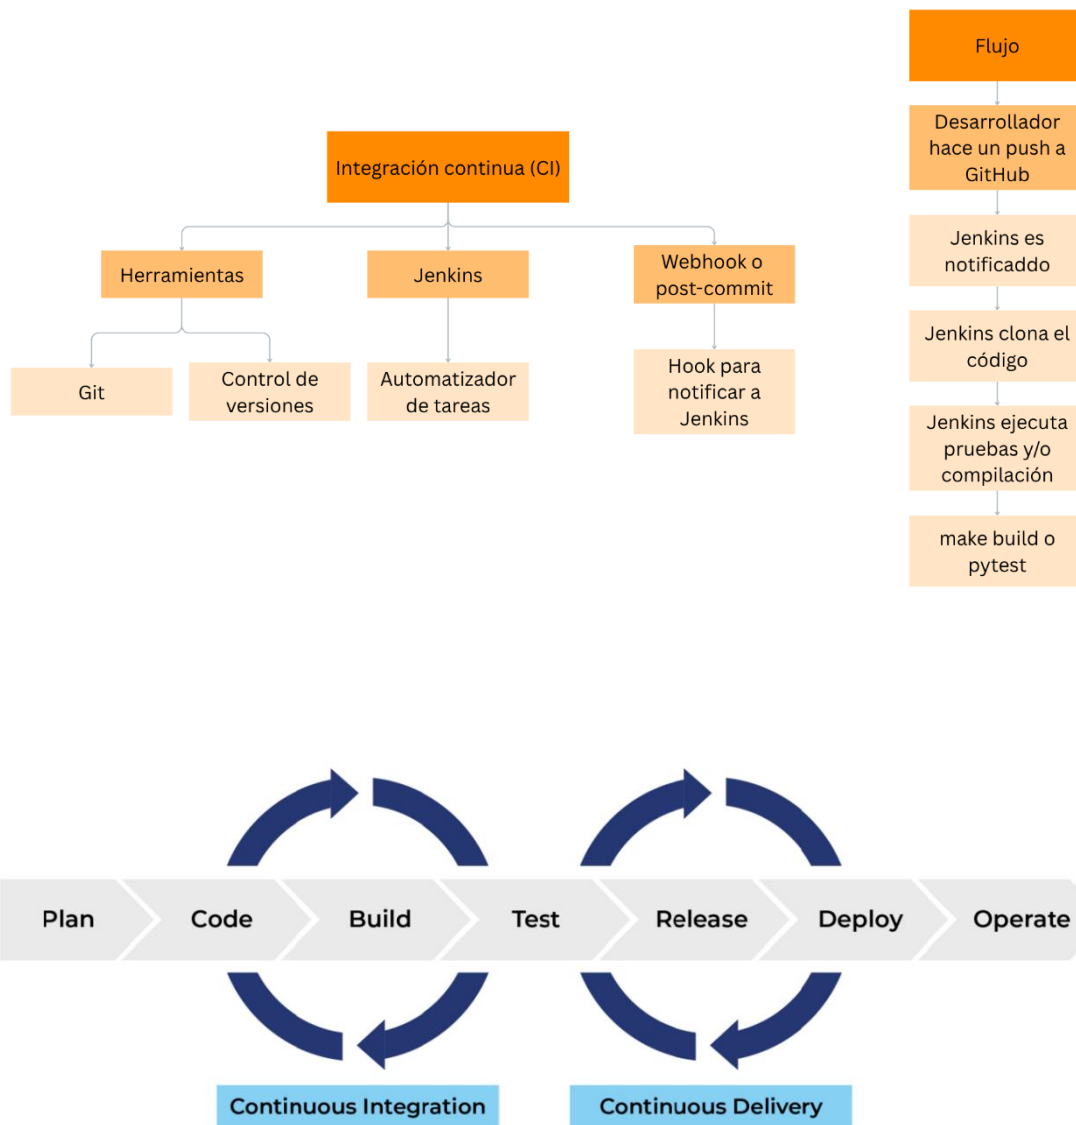 Integración continua (CI)
Herramientas
Jenkins
Webhook o
post-commit
Git
Control de
versiones
Automatizador
de tareas
Hook para
notificar a
Jenkins
Flujo
Desarrollador
hace un push a
GitHub
Jenkins es
notificaddo
Jenkins clona el
código
Jenkins ejecuta
pruebas y/o
compilación
make build o
pytest
Plan
Code
Build
Test
Release
Deploy
Operate
Continuous Integration
Continuous Delivery